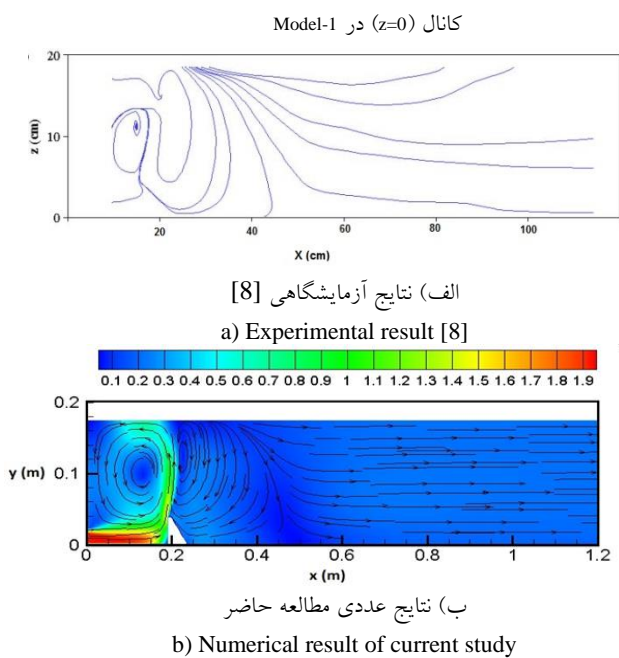 کانال (z=0) در Model-1
20
z (cm)
10
0
20 40 60 80 100
X (cm)
الف) نتایج آزمایشگاهی [8]
a) Experimental result [8]
0.1 0.2 0.3 0.4 0.5 0.6 0.7 0.8 0.9 1 1.1 1.2 1.3 1.4 1.5 1.6 1.7 1.8 1.9
0.2
y (m) 0.1
0
0 0.2 0.4 0.6 0.8 1 1.2
x (m)
ب) نتایج عددی مطالعه حاضر
b) Numerical result of current study